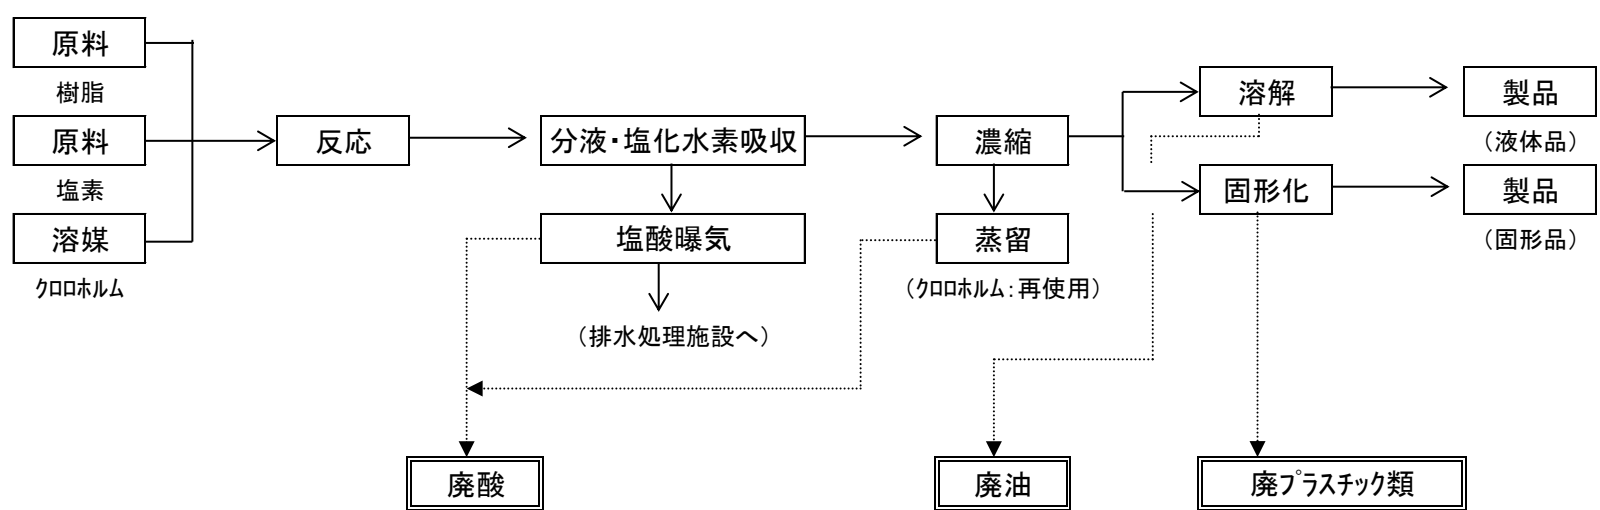 原料
樹脂
原料
塩素
溶媒
ｸﾛﾛﾎﾙﾑ
反応
分液・塩化水素吸収
塩酸曝気
（排水処理施設へ）
濃縮
蒸留
（ｸﾛﾛﾎﾙﾑ：再使用）
溶解
製品
（液体品）
固形化
製品
（固形品）
廃酸
廃油
廃ﾌﾟﾗｽﾁｯｸ類